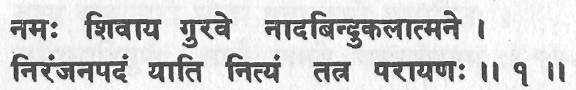 नमः शिवाय गुरवे नादबिन्दुकलात्मने ।
निरंजनपदं याति नित्यं तत्र परायणः ।। १ ।।